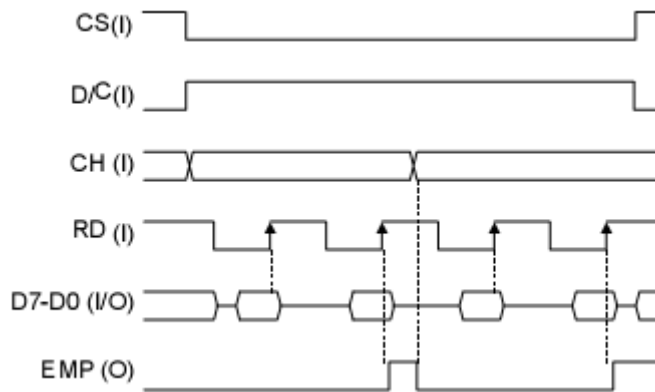 CS(I)
D/C(I)
CH (I)
RD (I)
D7-D0 (I/O)
EMP (O)